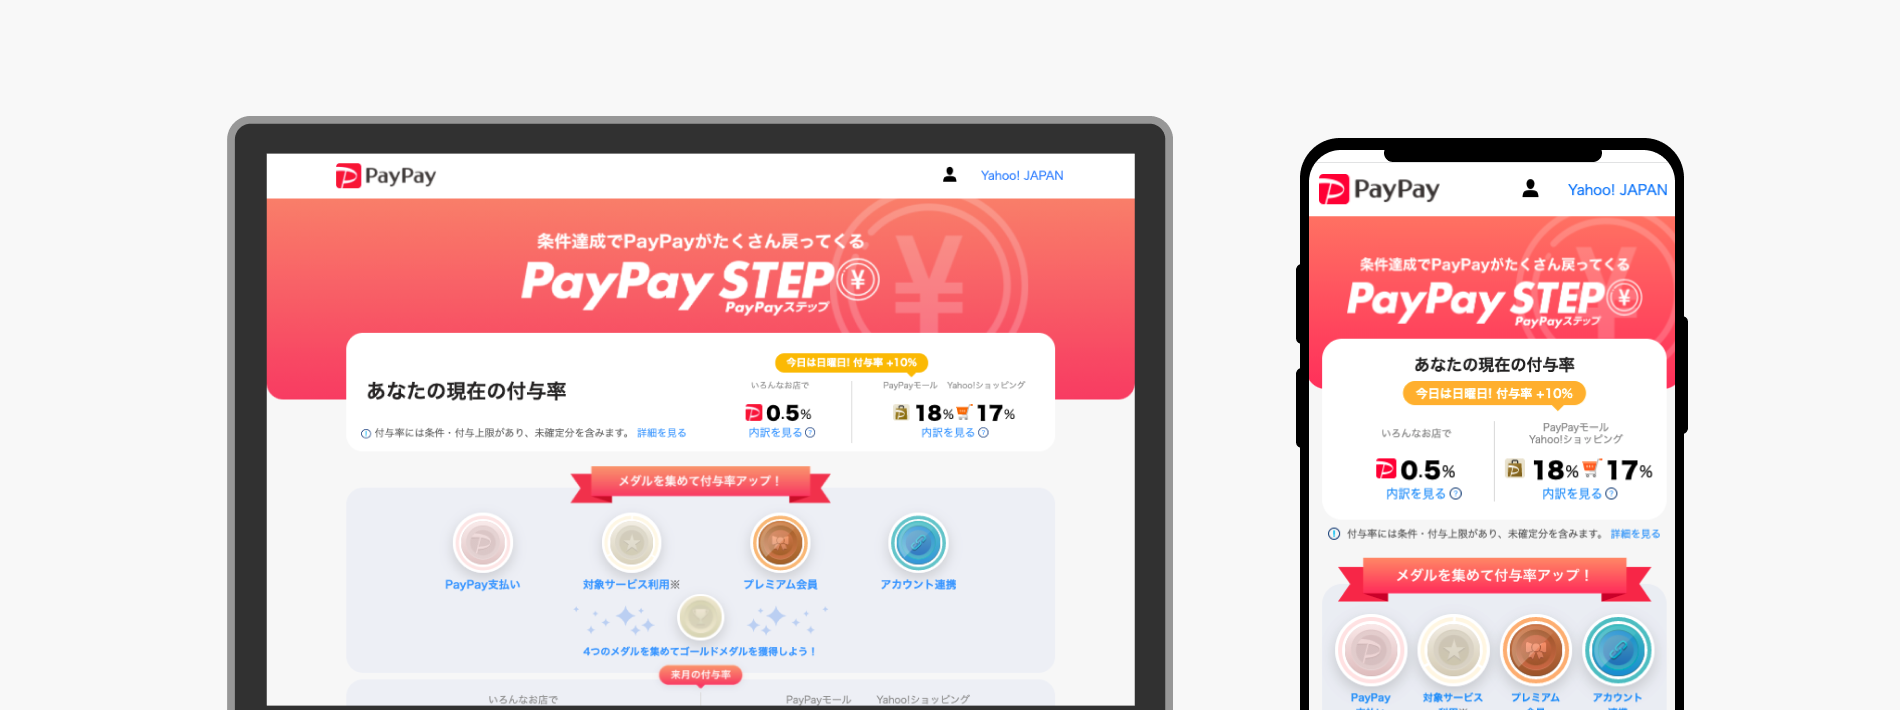 PayPay
Yahoo! JAPAN
条件達成でPayPayがたくさん戻ってくる
PayPay STEP ¥
PayPayステップ
今日は日曜日! 付与率 +10%
あなたの現在の付与率
いろんなお店で
PayPayモール Yahoo!ショッピング
0.5%
18% 17%
内訳を見る ?
内訳を見る ?
付与率には条件・付与上限があり、未確定分を含みます。 詳細を見る
メダルを集めて付与率アップ！
PayPay支払い
対象サービス利用※
プレミアム会員
アカウント連携
4つのメダルを集めてゴールドメダルを獲得しよう！
来月の付与率
いろんなお店で
PayPayモール Yahoo!ショッピング
PayPay
Yahoo! JAPAN
条件達成でPayPayがたくさん戻ってくる
PayPay STEP ¥
PayPayステップ
あなたの現在の付与率
今日は日曜日! 付与率 +10%
いろんなお店で
PayPayモール
Yahoo!ショッピング
0.5%
18% 17%
内訳を見る ?
内訳を見る ?
付与率には条件・付与上限があり、未確定分を含みます。 詳細を見る
メダルを集めて付与率アップ！
PayPay
対象サービス
プレミアム
アカウント